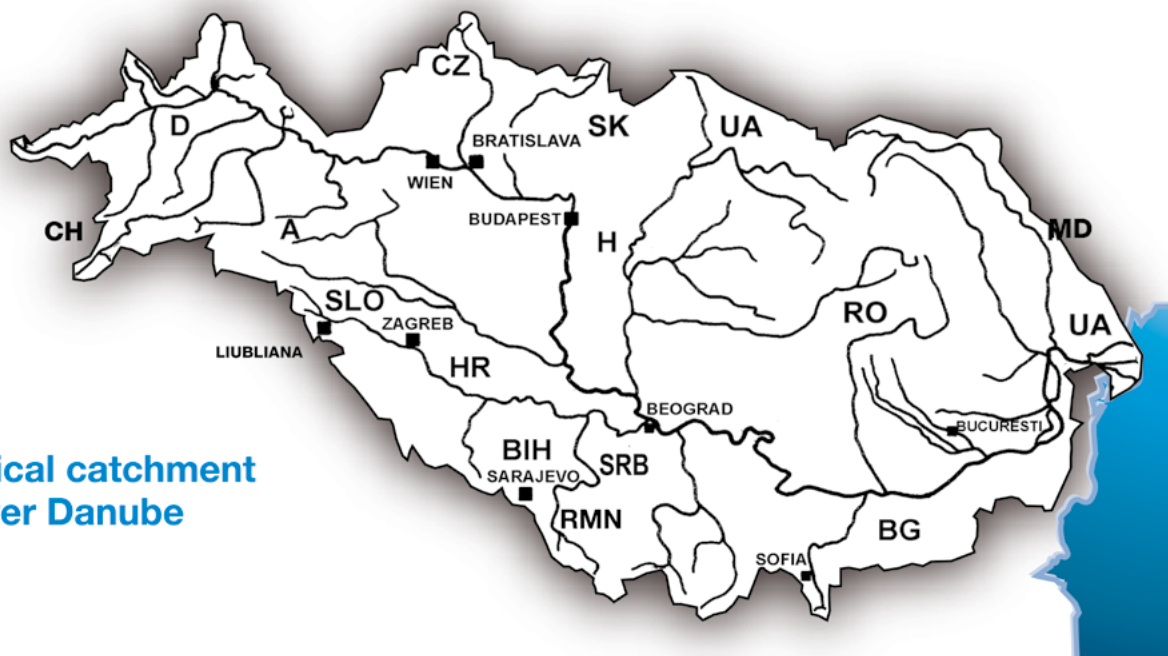 CZ
D
BRATISLAVA
SK
UA
WIEN
CH
A
BUDAPEST
H
MD
SLO
ZAGREB
RO
UA
LIUBLIANA
HR
BEOGRAD
BUCURESTI
BIH
SARAJEVO
SRB
RMN
BG
SOFIA
ical catchment
er Danube